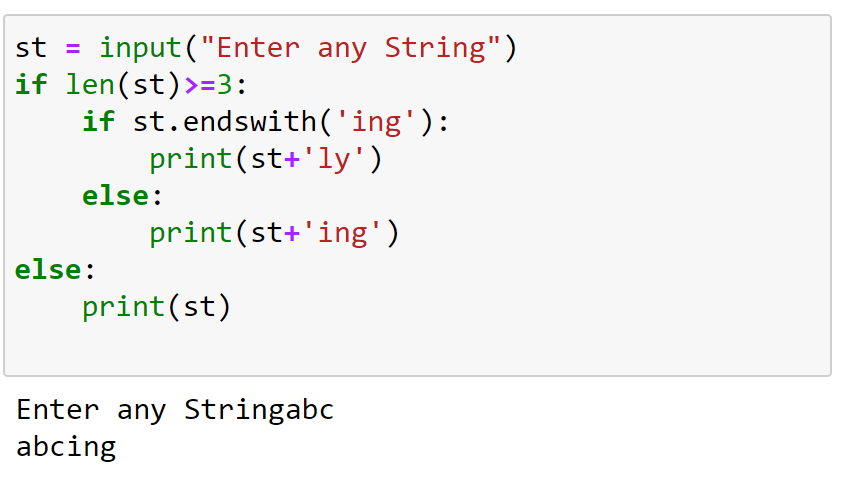 st = input("Enter any String")
if len(st)>=3:
    if st.endswith('ing'):
        print(st+'ly')
    else:
        print(st+'ing')
else:
    print(st)
Enter any Stringabc
abcing